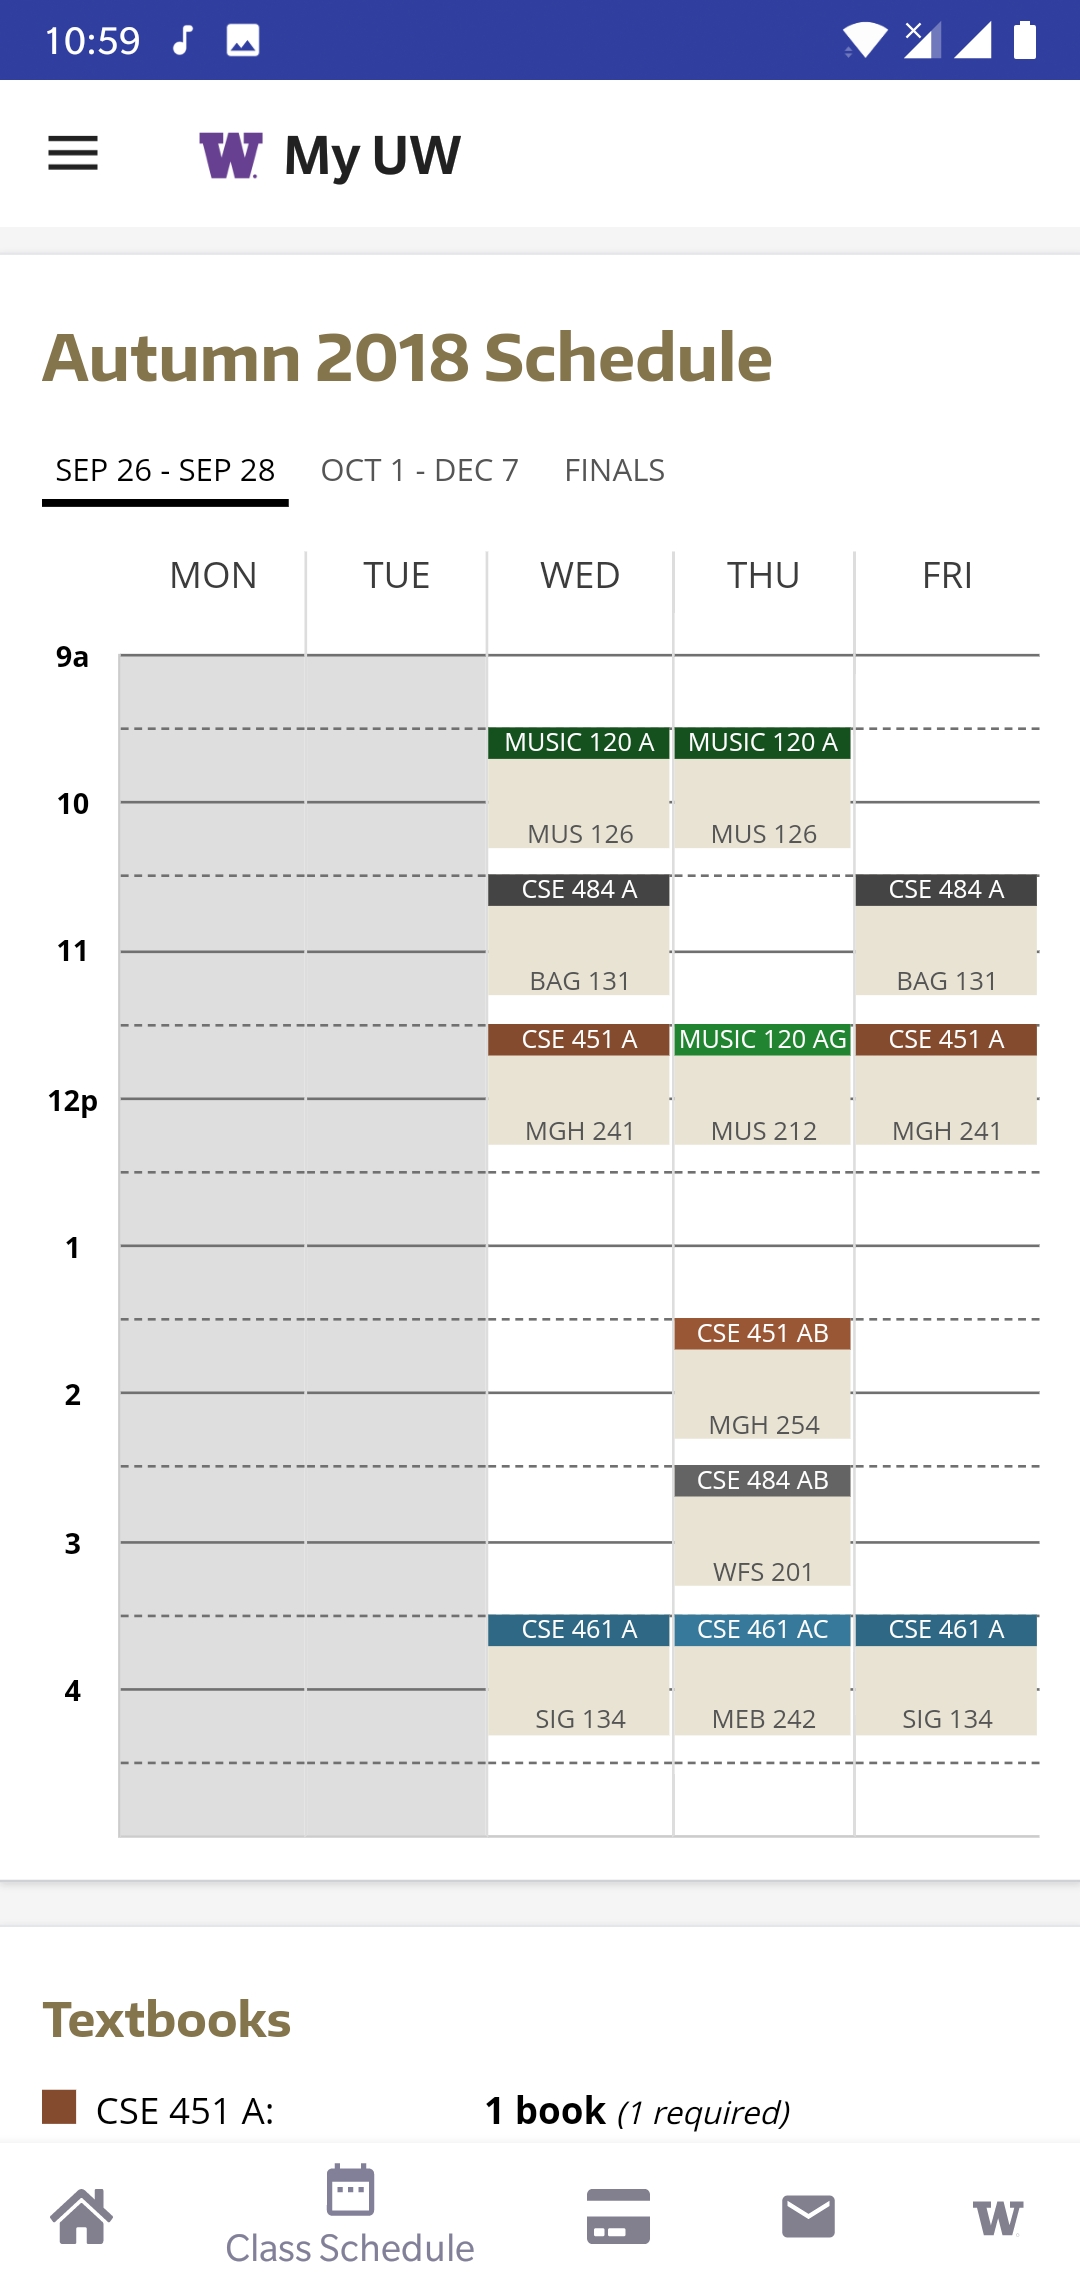 10:59
W My UW
Autumn 2018 Schedule
SEP 26 - SEP 28 OCT 1 - DEC 7 FINALS
MON TUE WED THU FRI
9a
MUSIC 120 A MUSIC 120 A
10
MUS 126 MUS 126
CSE 484 A CSE 484 A
11
BAG 131 BAG 131
CSE 451 A MUSIC 120 AG CSE 451 A
12p
MGH 241 MUS 212 MGH 241
1
CSE 451 AB
2
MGH 254
CSE 484 AB
3
WFS 201
CSE 461 A CSE 461 AC CSE 461 A
4
SIG 134 MEB 242 SIG 134
Textbooks
CSE 451 A: 1 book (1 required)
Class Schedule
W